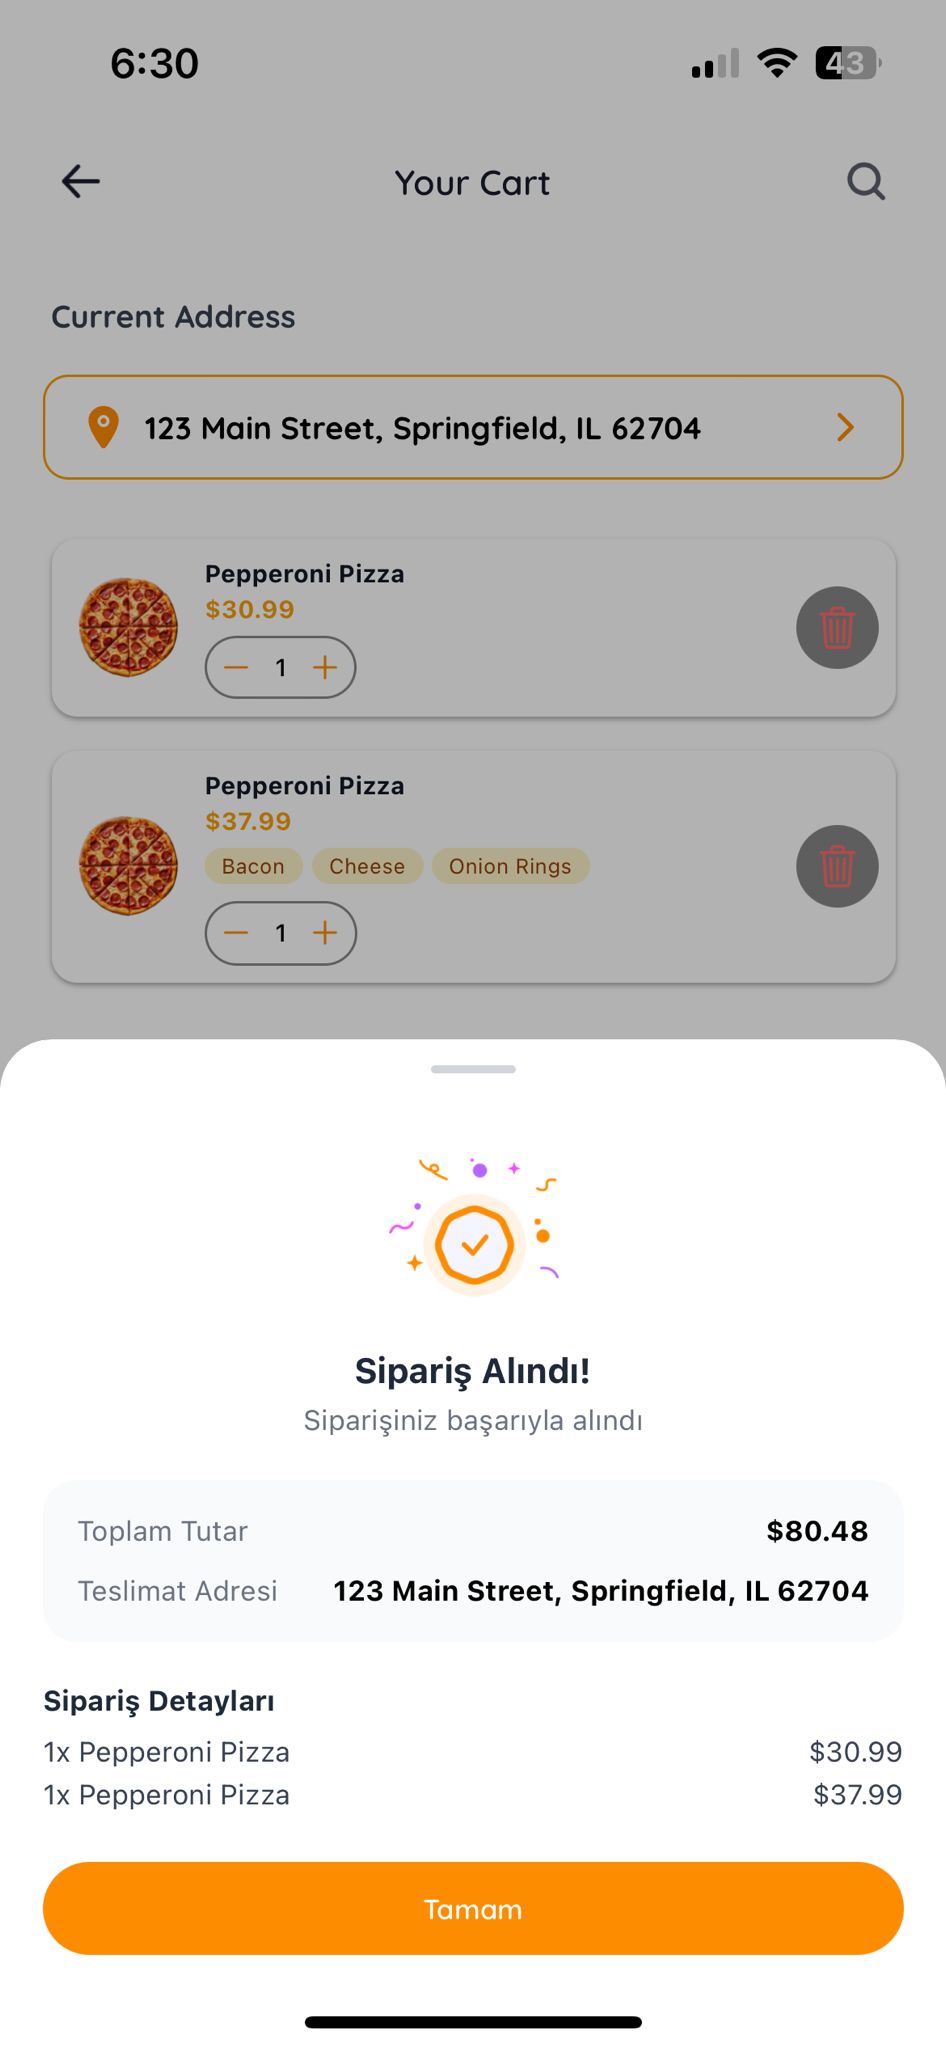 6:30
43
Your Cart
Current Address
123 Main Street, Springfield, IL 62704
Pepperoni Pizza
$30.99
1
Pepperoni Pizza
$37.99
Bacon Cheese Onion Rings
1
Sipariş Alındı!
Siparişiniz başarıyla alındı
Toplam Tutar $80.48
Teslimat Adresi 123 Main Street, Springfield, IL 62704
Sipariş Detayları
1x Pepperoni Pizza $30.99
1x Pepperoni Pizza $37.99
Tamam